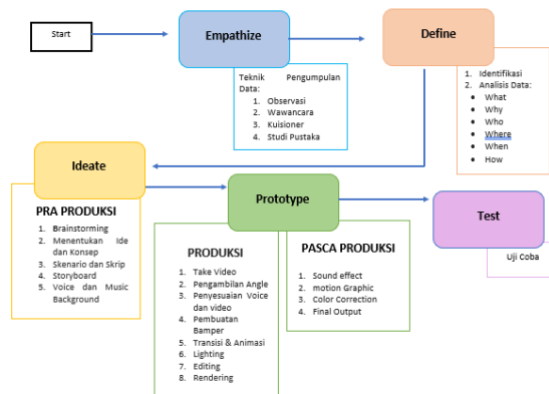 Start
Empathize
Teknik Pengumpulan
Data:
1. Observasi
2. Wawancara
3. Kuisioner
4. Studi Pustaka
Define
1. Identifikasi
2. Analisis Data:
• What
• Why
• Who
• Where
• When
• How
Ideate
PRA PRODUKSI
1. Brainstorming
2. Menentukan Ide
dan Konsep
3. Skenario dan Skrip
4. Storyboard
5. Voice dan Music
Background
Prototype
PRODUKSI
1. Take Video
2. Pengambilan Angle
3. Penyesuaian Voice
dan video
4. Pembuatan
Bamper
5. Transisi & Animasi
6. Lighting
7. Editing
8. Rendering
PASCA PRODUKSI
1. Sound effect
2. motion Graphic
3. Color Correction
4. Final Output
Test
Uji Coba